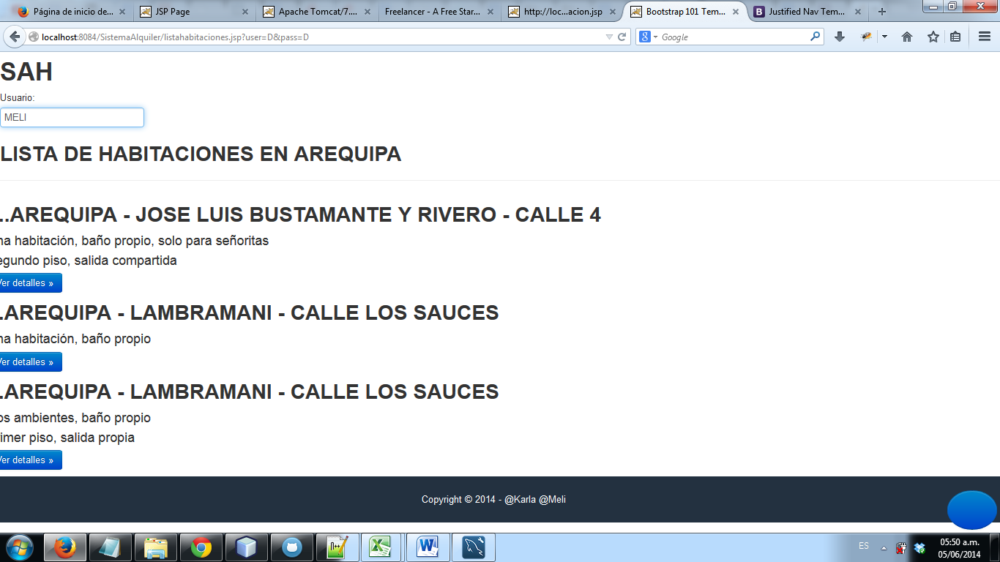 Página de inicio de...
JSP Page
Apache Tomcat/7....
Freelancer - A Free Star...
http://loc...acion.jsp
Bootstrap 101 Tem...
Justified Nav Tem...
localhost:8084/SistemaAlquiler/listahabitaciones.jsp?user=D&pass=D
Google
SAH
Usuario:
MELI
LISTA DE HABITACIONES EN AREQUIPA
..AREQUIPA - JOSE LUIS BUSTAMANTE Y RIVERO - CALLE 4
na habitación, baño propio, solo para señoritas
egundo piso, salida compartida
Ver detalles »
.AREQUIPA - LAMBRAMANI - CALLE LOS SAUCES
na habitación, baño propio
Ver detalles »
.AREQUIPA - LAMBRAMANI - CALLE LOS SAUCES
os ambientes, baño propio
rimer piso, salida propia
Ver detalles »
Copyright © 2014 - @Karla @Meli
ES
05:50 a.m.
05/06/2014